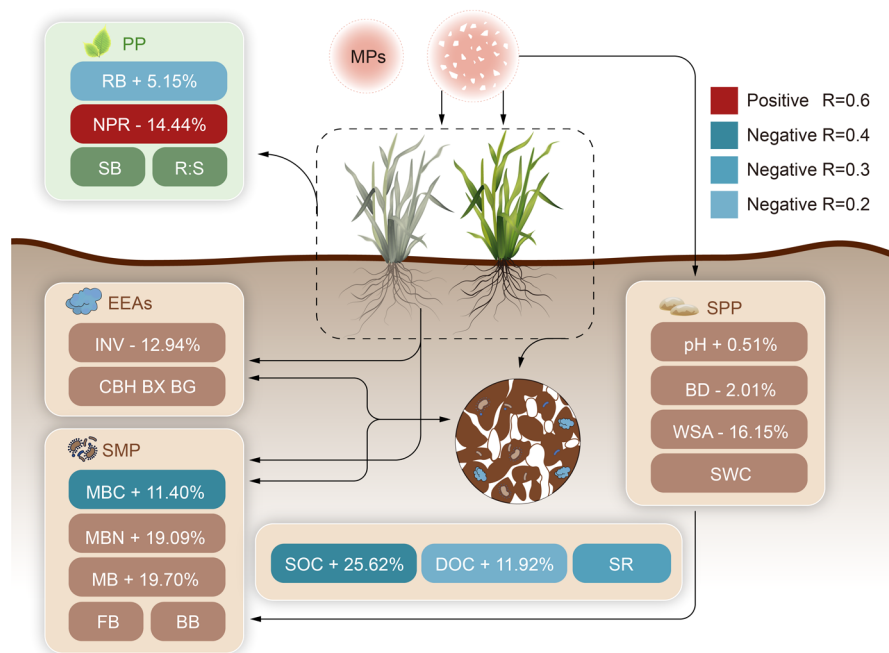 PP
RB + 5.15%
NPR - 14.44%
SB
R:S
MPs
Positive R=0.6
Negative R=0.4
Negative R=0.3
Negative R=0.2
EEAs
INV - 12.94%
CBH BX BG
SMP
MBC + 11.40%
MBN + 19.09%
MB + 19.70%
FB
BB
SOC + 25.62%
DOC + 11.92%
SR
SPP
pH + 0.51%
BD - 2.01%
WSA - 16.15%
SWC